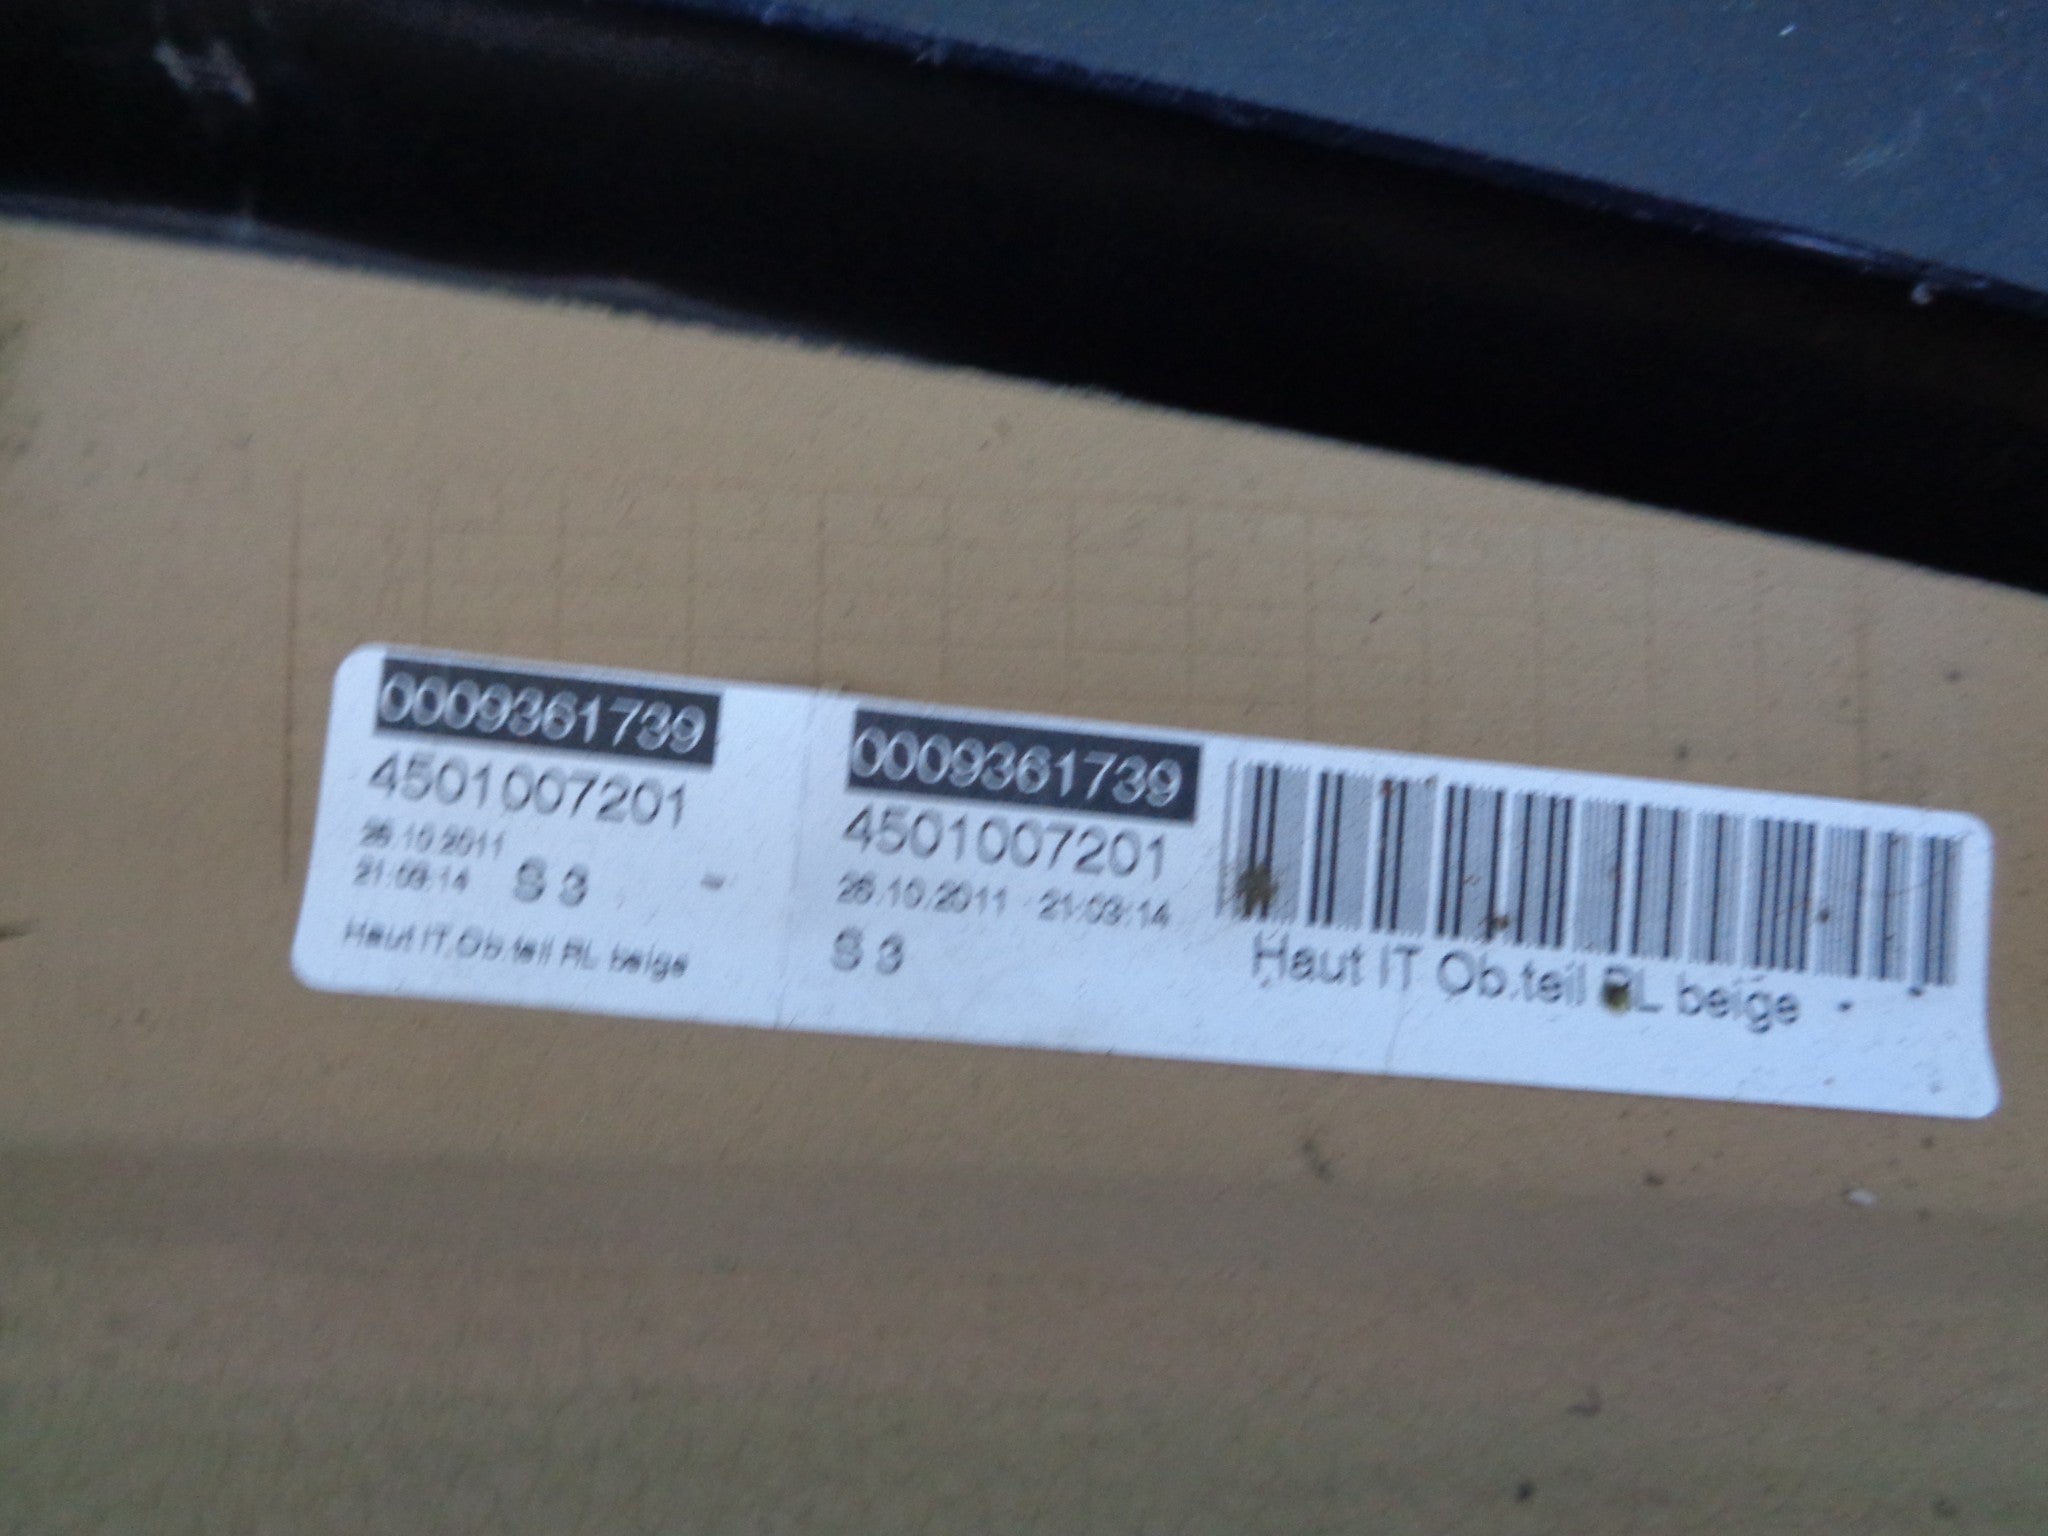 0009361739
4501007201
26.10.2011
21:03:14 S 3 -
Haut IT Ob.teil RL beige
0009361739
4501007201
26.10.2011 21:03:14
S 3
Haut IT Ob.teil RL beige -